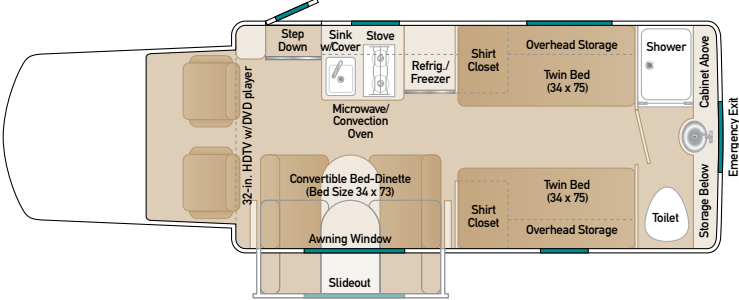 Step
Down
Sink
w/Cover
Stove
Refrig./
Freezer
Microwave/
Convection
Oven
Shirt
Closet
Overhead Storage
Twin Bed
(34 x 75)
Shower
Cabinet Above
Emergency Exit
32-in. HDTV w/DVD player
Convertible Bed-Dinette
(Bed Size 34 x 73)
Awning Window
Slideout
Shirt
Closet
Twin Bed
(34 x 75)
Overhead Storage
Toilet
Storage Below